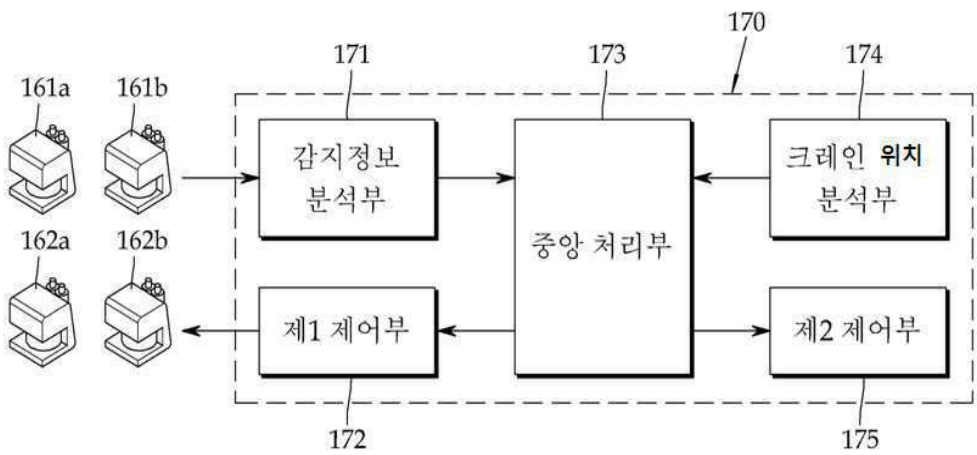 170
171
173
174
161a
161b
감지정보
분석부
크레인 위치
분석부
중앙 처리부
162a
162b
제1 제어부
제2 제어부
172
175